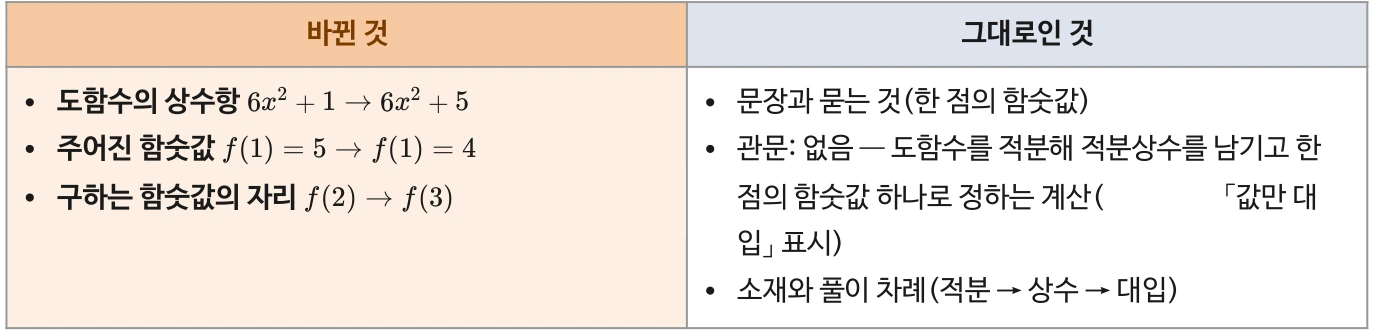 바뀐 것
그대로인 것
• 도함수의 상수항 6x² + 1 → 6x² + 5
• 주어진 함숫값 f(1) = 5 → f(1) = 4
• 구하는 함숫값의 자리 f(2) → f(3)
• 문장과 묻는 것(한 점의 함숫값)
• 관문: 없음 — 도함수를 적분해 적분상수를 남기고 한
점의 함숫값 하나로 정하는 계산( 「값만 대
입」 표시)
• 소재와 풀이 차례(적분 → 상수 → 대입)